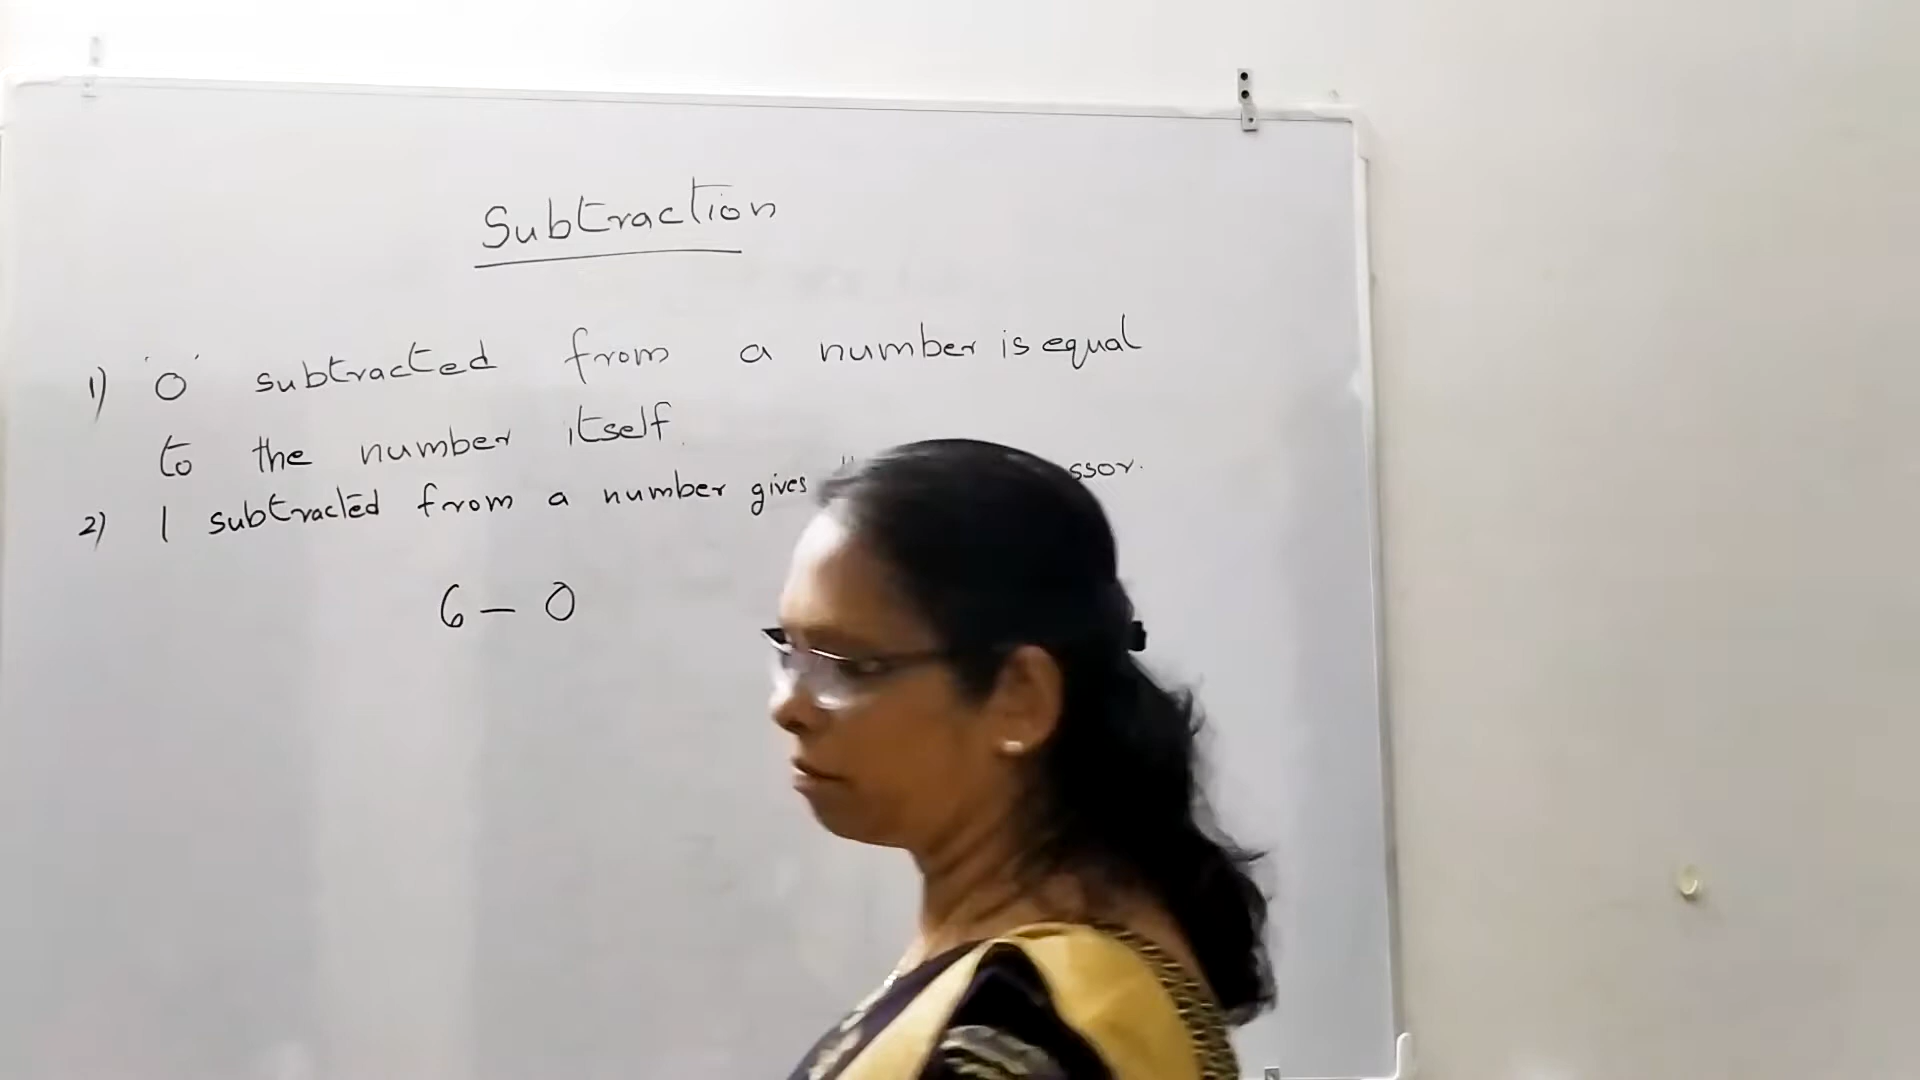 Subtraction
1) '0' subtracted from a number is equal
to the number itself.
2) 1 subtracted from a number gives
6 - 0